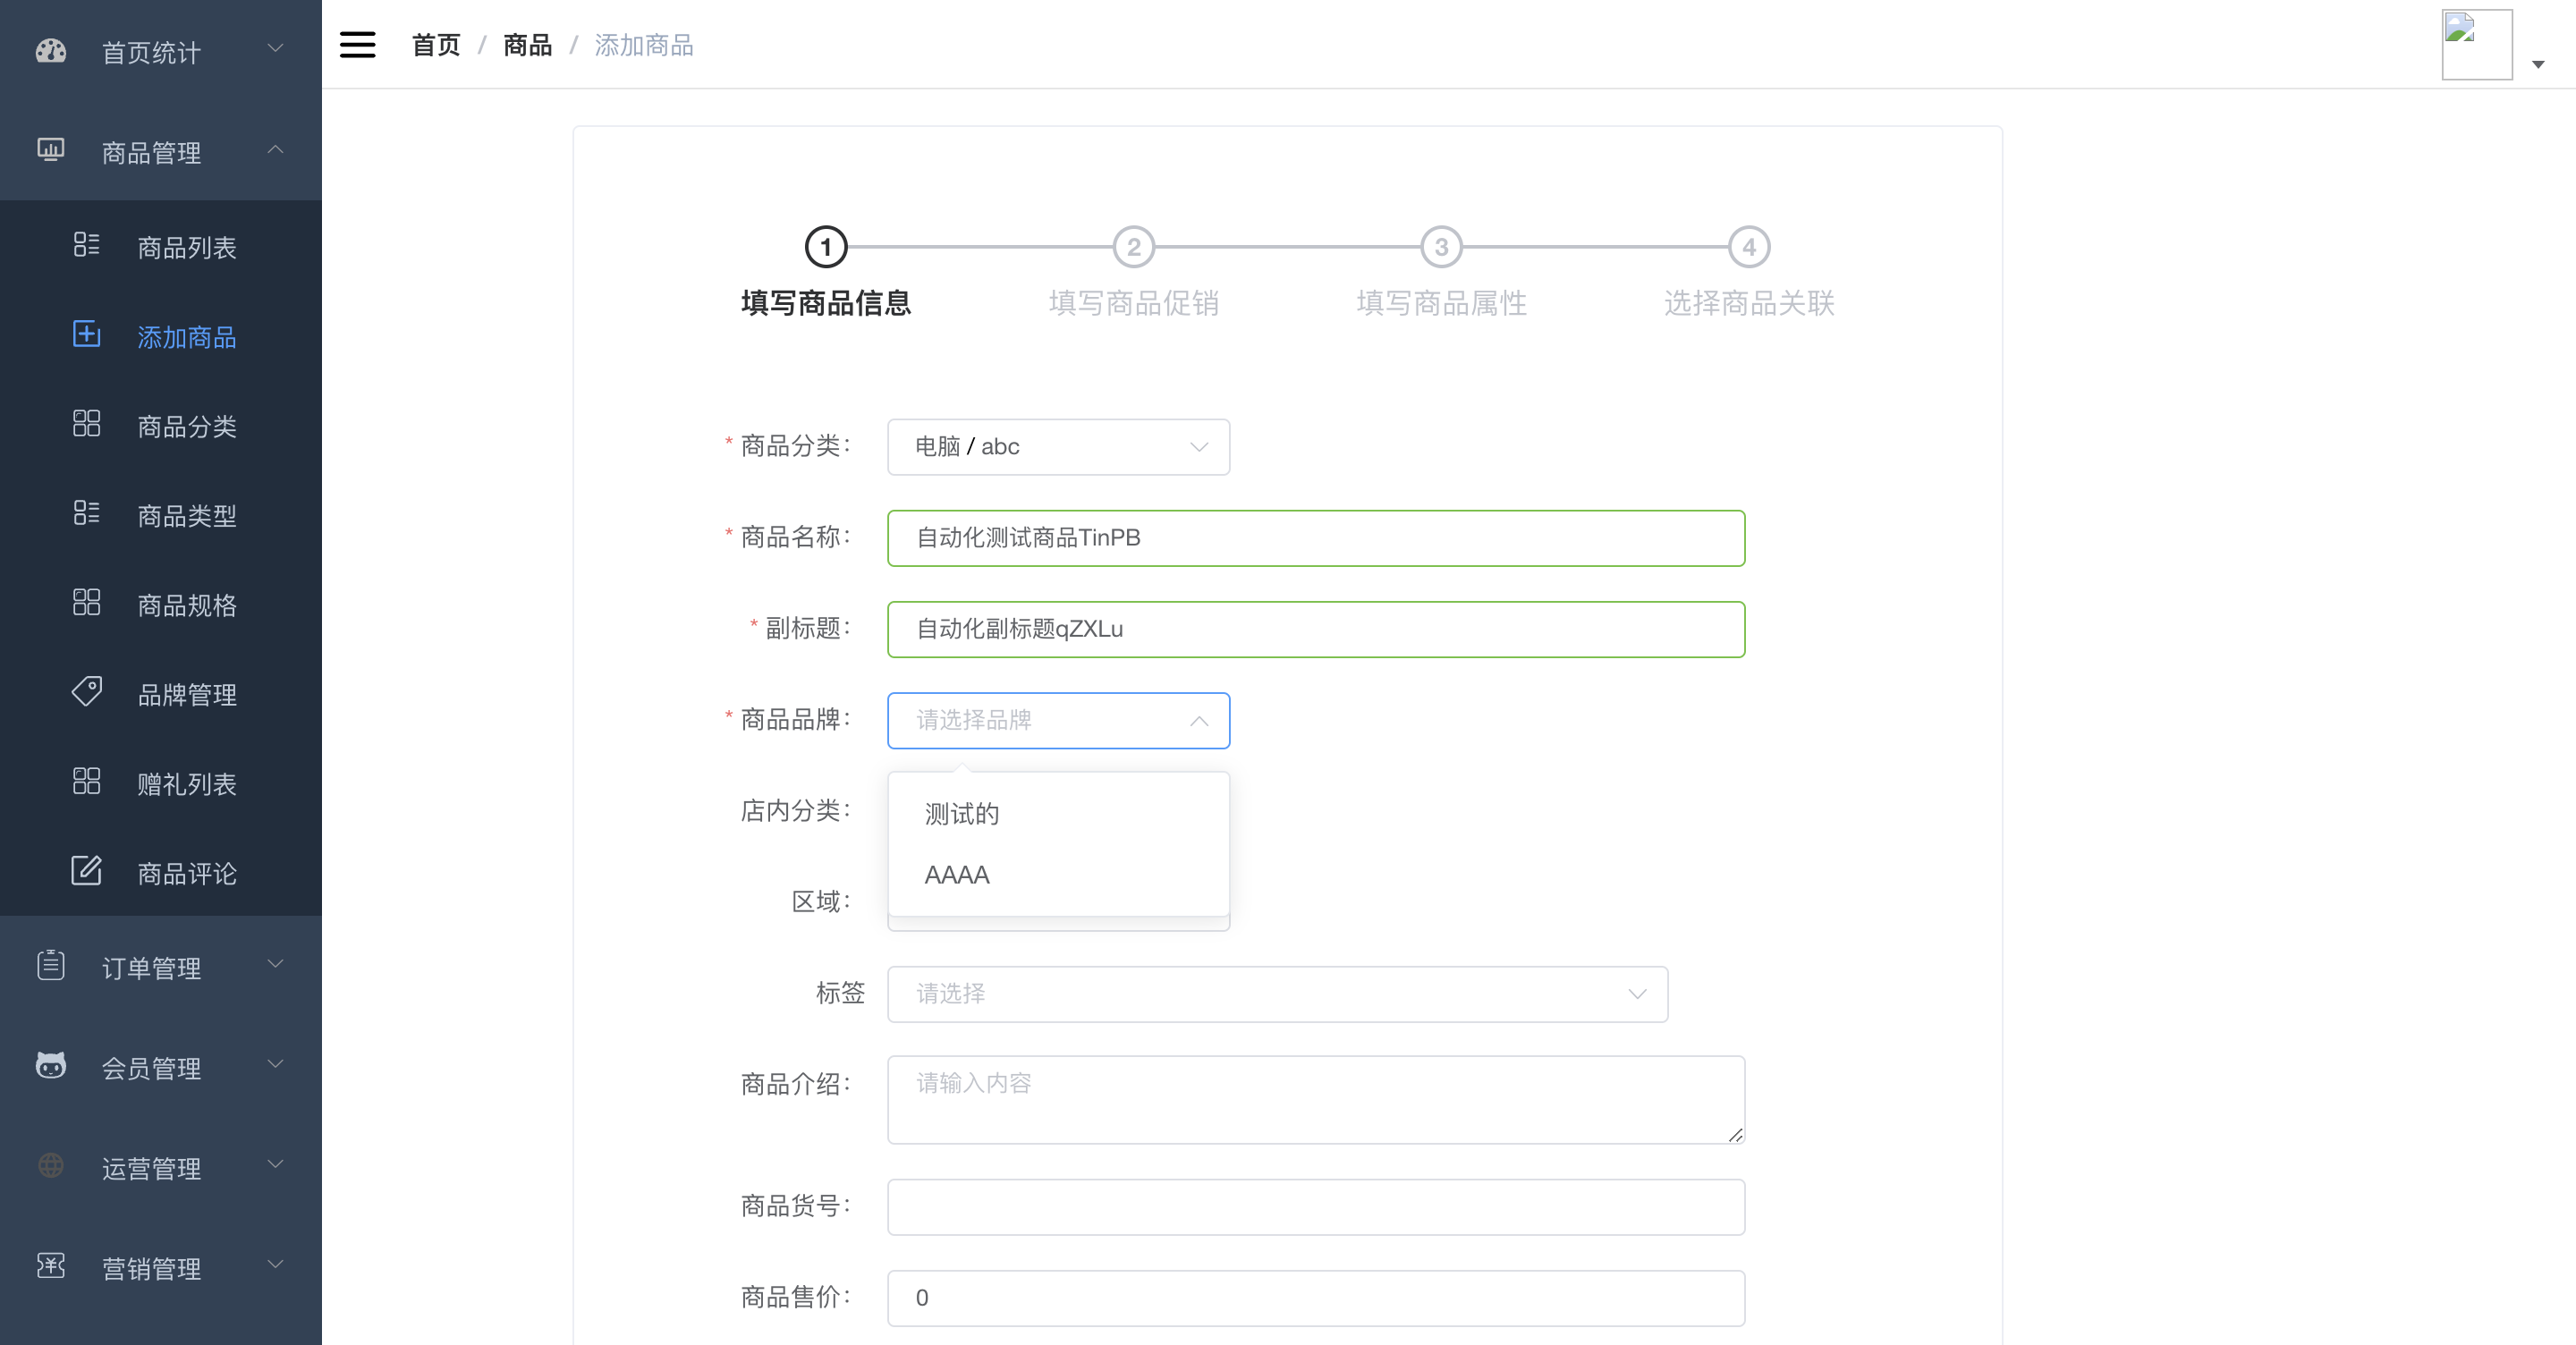 首页统计
商品管理
商品列表
添加商品
商品分类
商品类型
商品规格
品牌管理
赠礼列表
商品评论
订单管理
会员管理
运营管理
营销管理
首页 / 商品 / 添加商品
1 2 3 4
填写商品信息 填写商品促销 填写商品属性 选择商品关联
* 商品分类： 电脑 / abc
* 商品名称： 自动化测试商品TinPB
* 副标题： 自动化副标题qZXLu
* 商品品牌： 请选择品牌
测试的
AAAA
店内分类：
区域：
标签 请选择
商品介绍： 请输入内容
商品货号：
商品售价： 0